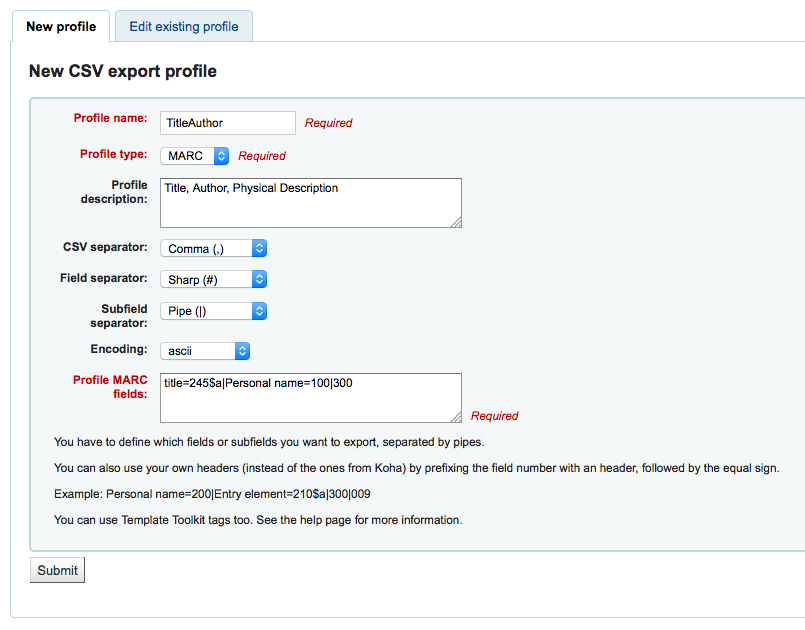 New profile
Edit existing profile
New CSV export profile
Profile name:
TitleAuthor
Required
Profile type:
MARC
Required
Profile
description:
Title, Author, Physical Description
CSV separator:
Comma (,)
Field separator:
Sharp (#)
Subfield
separator:
Pipe (|)
Encoding:
ascii
Profile MARC
fields:
title=245$a|Personal name=100|300
Required
You have to define which fields or subfields you want to export, separated by pipes.
You can also use your own headers (instead of the ones from Koha) by prefixing the field number with an header, followed by the equal sign.
Example: Personal name=200|Entry element=210$a|300|009
You can use Template Toolkit tags too. See the help page for more information.
Submit